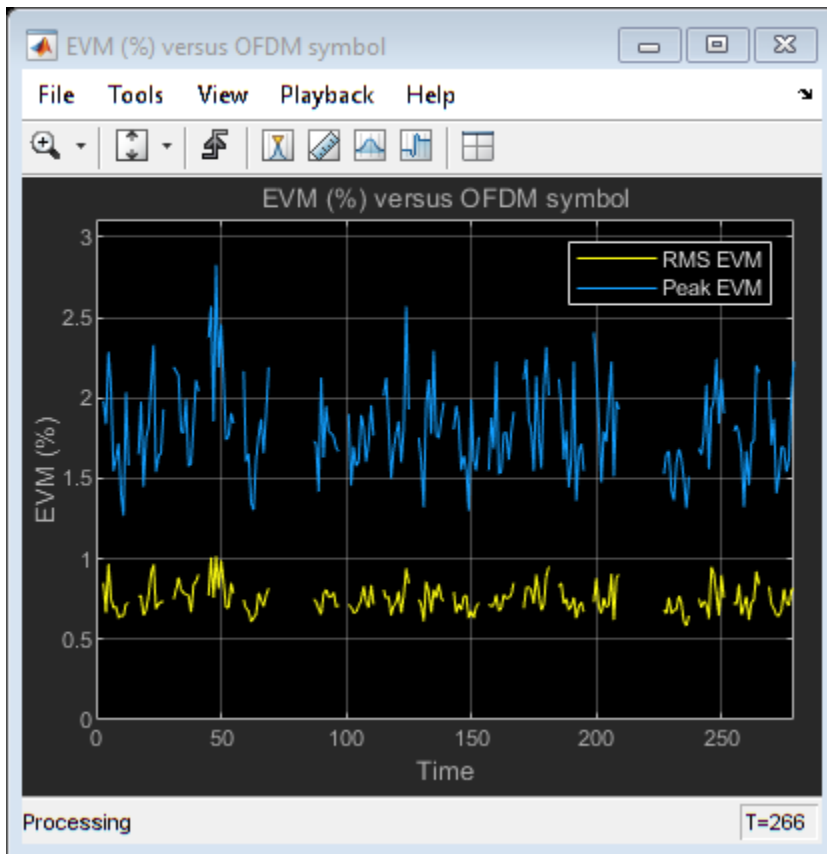 EVM (%) versus OFDM symbol
File Tools View Playback Help
EVM (%) versus OFDM symbol
RMS EVM
Peak EVM
3
2.5
2
1.5
1
0.5
0
EVM (%)
0 50 100 150 200 250
Time
Processing T=266